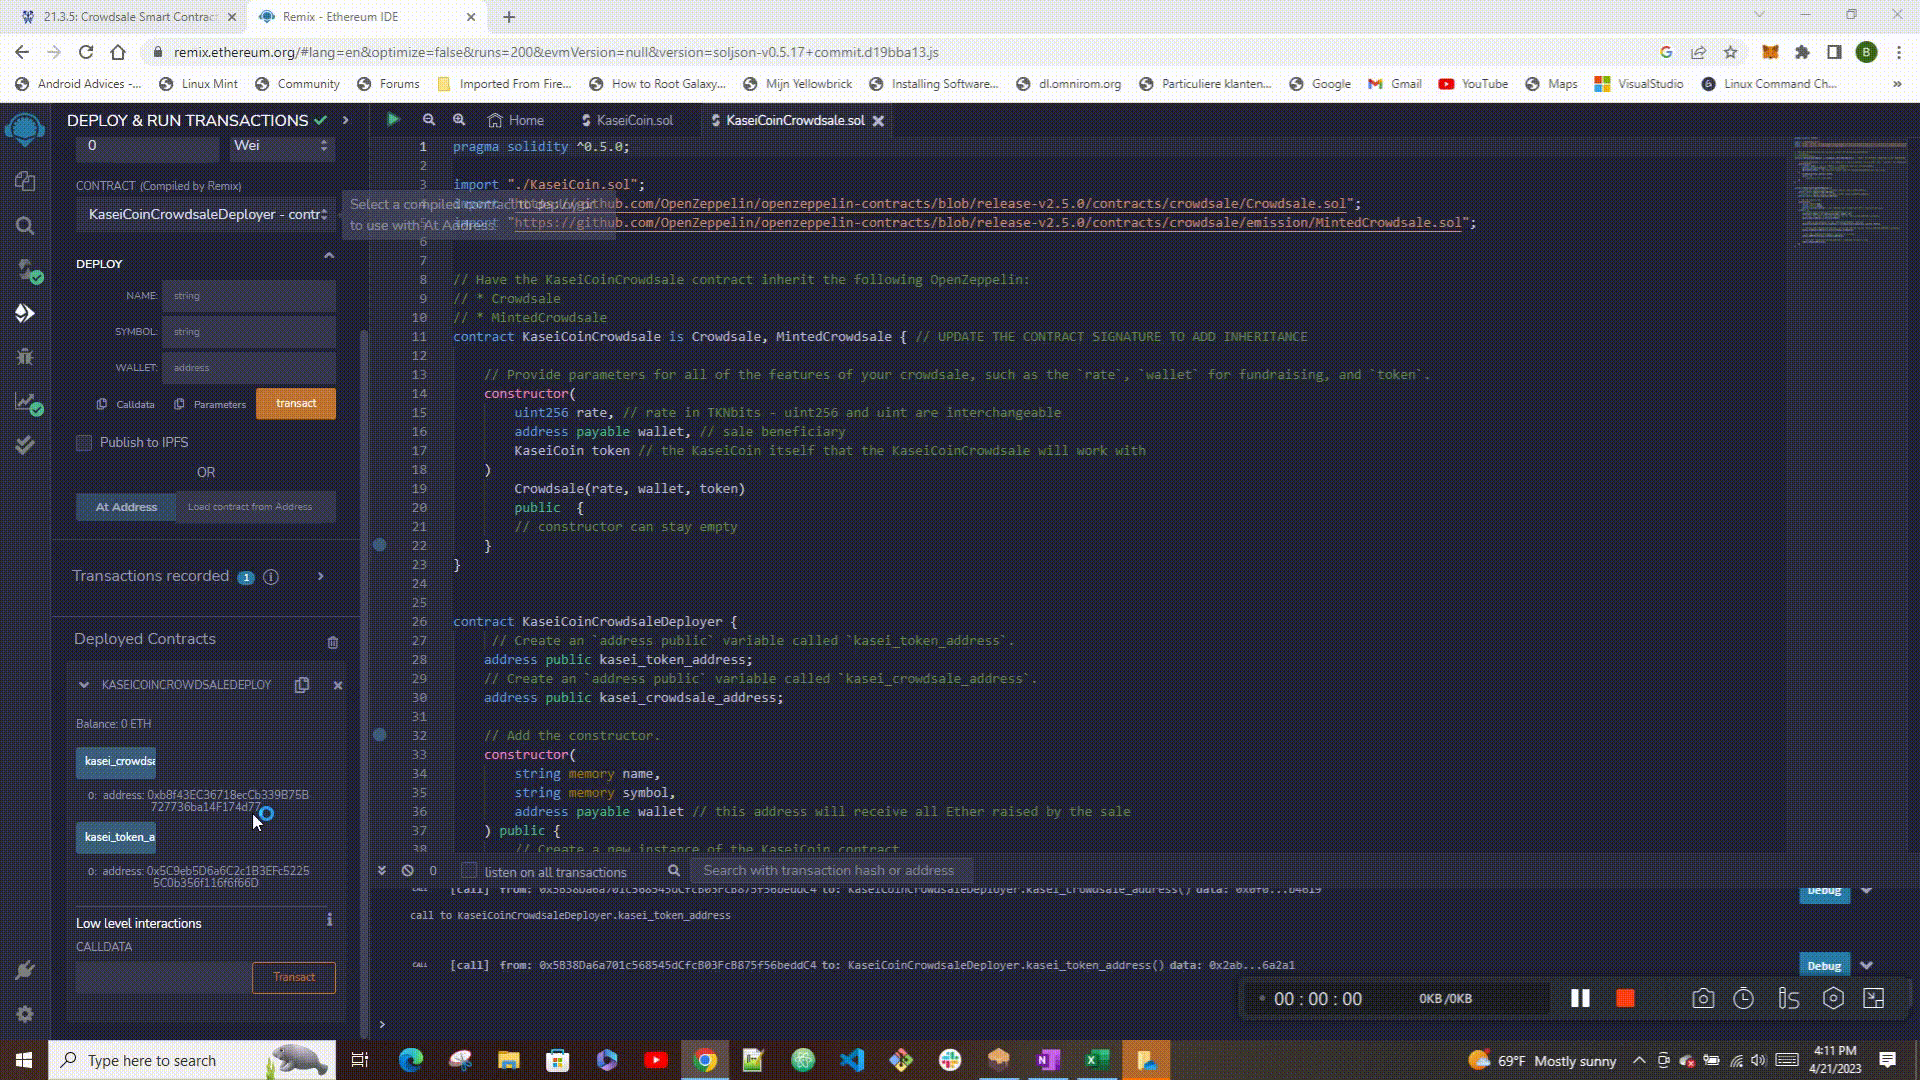 21.3.5: Crowdsale Smart Contract
Remix - Ethereum IDE
remix.ethereum.org/#lang=en&optimize=false&runs=200&evmVersion=null&version=soljson-v0.5.17+commit.d19bba13.js
B
Android Advices -...
Linux Mint
Community
Forums
Imported From Fire...
How to Root Galaxy...
Mijn Yellowbrick
Installing Software...
dl.omnirom.org
Particuliere klanten...
Google
Gmail
YouTube
Maps
VisualStudio
Linux Command Ch...
»
DEPLOY & RUN TRANSACTIONS
0
Wei
CONTRACT (Compiled by Remix)
KaseiCoinCrowdsaleDeployer - contr
Select a compiled contract to deploy or
to use with At Address.
DEPLOY
NAME: string
SYMBOL: string
WALLET: address
Calldata
Parameters
transact
Publish to IPFS
OR
At Address
Load contract from Address
Transactions recorded 1
Deployed Contracts
KASEICOINCROWDSALEDEPLOY
Balance: 0 ETH
kasei_crowdsa
0: address: 0xb8f43EC36718ecCb339B75B
727736ba14F174d77
kasei_token_a
0: address: 0x5C9eb5D6a6C2c1B3EFc5225
5C0b356f116f6f66D
Low level interactions
CALLDATA
Transact
Home
KaseiCoin.sol
KaseiCoinCrowdsale.sol
1 pragma solidity ^0.5.0;
2
3 import "./KaseiCoin.sol";
4 import "https://github.com/OpenZeppelin/openzeppelin-contracts/blob/release-v2.5.0/contracts/crowdsale/Crowdsale.sol";
5 import "https://github.com/OpenZeppelin/openzeppelin-contracts/blob/release-v2.5.0/contracts/crowdsale/emission/MintedCrowdsale.sol";
6
7
8 // Have the KaseiCoinCrowdsale contract inherit the following OpenZeppelin:
9 // * Crowdsale
10 // * MintedCrowdsale
11 contract KaseiCoinCrowdsale is Crowdsale, MintedCrowdsale { // UPDATE THE CONTRACT SIGNATURE TO ADD INHERITANCE
12
13 // Provide parameters for all of the features of your crowdsale, such as the `rate`, `wallet` for fundraising, and `token`.
14 constructor(
15 uint256 rate, // rate in TKNbits - uint256 and uint are interchangeable
16 address payable wallet, // sale beneficiary
17 KaseiCoin token // the KaseiCoin itself that the KaseiCoinCrowdsale will work with
18 )
19 Crowdsale(rate, wallet, token)
20 public {
21 // constructor can stay empty
22 }
23 }
24
25
26 contract KaseiCoinCrowdsaleDeployer {
27 // Create an `address public` variable called `kasei_token_address`.
28 address public kasei_token_address;
29 // Create an `address public` variable called `kasei_crowdsale_address`.
30 address public kasei_crowdsale_address;
31
32 // Add the constructor.
33 constructor(
34 string memory name,
35 string memory symbol,
36 address payable wallet // this address will receive all Ether raised by the sale
37 ) public {
38 // Create a new instance of the KaseiCoin contract
0
listen on all transactions
Search with transaction hash or address
CALL [call] from: 0x5B38Da6a701c568545dCfcB03FcB875f56beddC4 to: KaseiCoinCrowdsaleDeployer.kasei_crowdsale_address() data: 0x0f0...b4619
Debug
call to KaseiCoinCrowdsaleDeployer.kasei_token_address
CALL [call] from: 0x5B38Da6a701c568545dCfcB03FcB875f56beddC4 to: KaseiCoinCrowdsaleDeployer.kasei_token_address() data: 0x2ab...6a2a1
Debug
>
00 : 00 : 00
0KB/0KB
Type here to search
69°F Mostly sunny
4:11 PM
4/21/2023